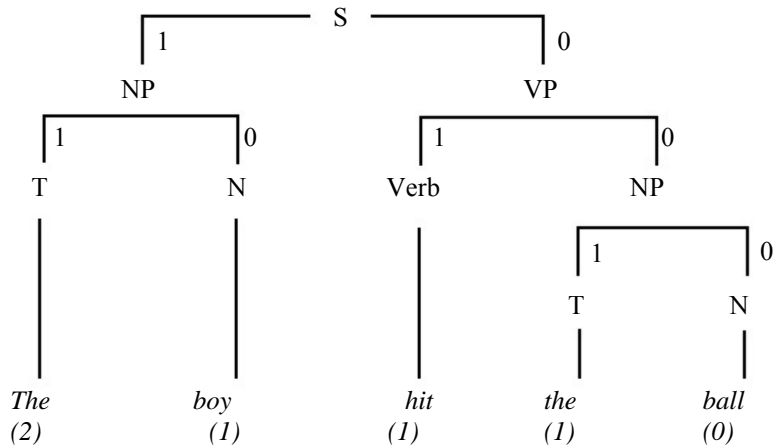 S
1 0
NP VP
1 0 1 0
T N Verb NP
1 0
T N
The boy hit the ball
(2) (1) (1) (1) (0)